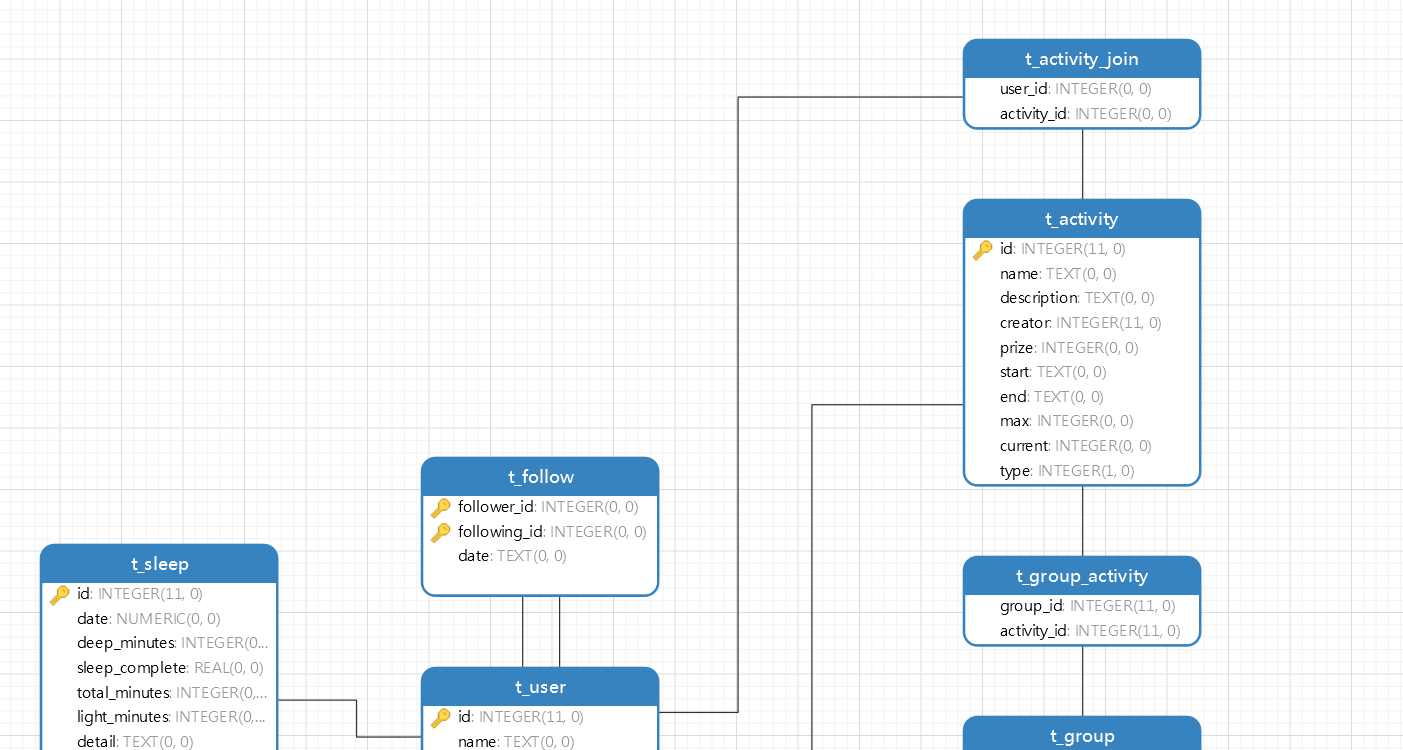 t_activity_join
user_id: INTEGER(0, 0)
activity_id: INTEGER(0, 0)
t_activity
id: INTEGER(11, 0)
name: TEXT(0, 0)
description: TEXT(0, 0)
creator: INTEGER(11, 0)
prize: INTEGER(0, 0)
start: TEXT(0, 0)
end: TEXT(0, 0)
max: INTEGER(0, 0)
current: INTEGER(0, 0)
type: INTEGER(1, 0)
t_follow
follower_id: INTEGER(0, 0)
following_id: INTEGER(0, 0)
date: TEXT(0, 0)
t_sleep
id: INTEGER(11, 0)
date: NUMERIC(0, 0)
deep_minutes: INTEGER(0...
sleep_complete: REAL(0, 0)
total_minutes: INTEGER(0,...
light_minutes: INTEGER(0,...
detail: TEXT(0, 0)
t_group_activity
group_id: INTEGER(11, 0)
activity_id: INTEGER(11, 0)
t_user
id: INTEGER(11, 0)
name: TEXT(0, 0)
t_group